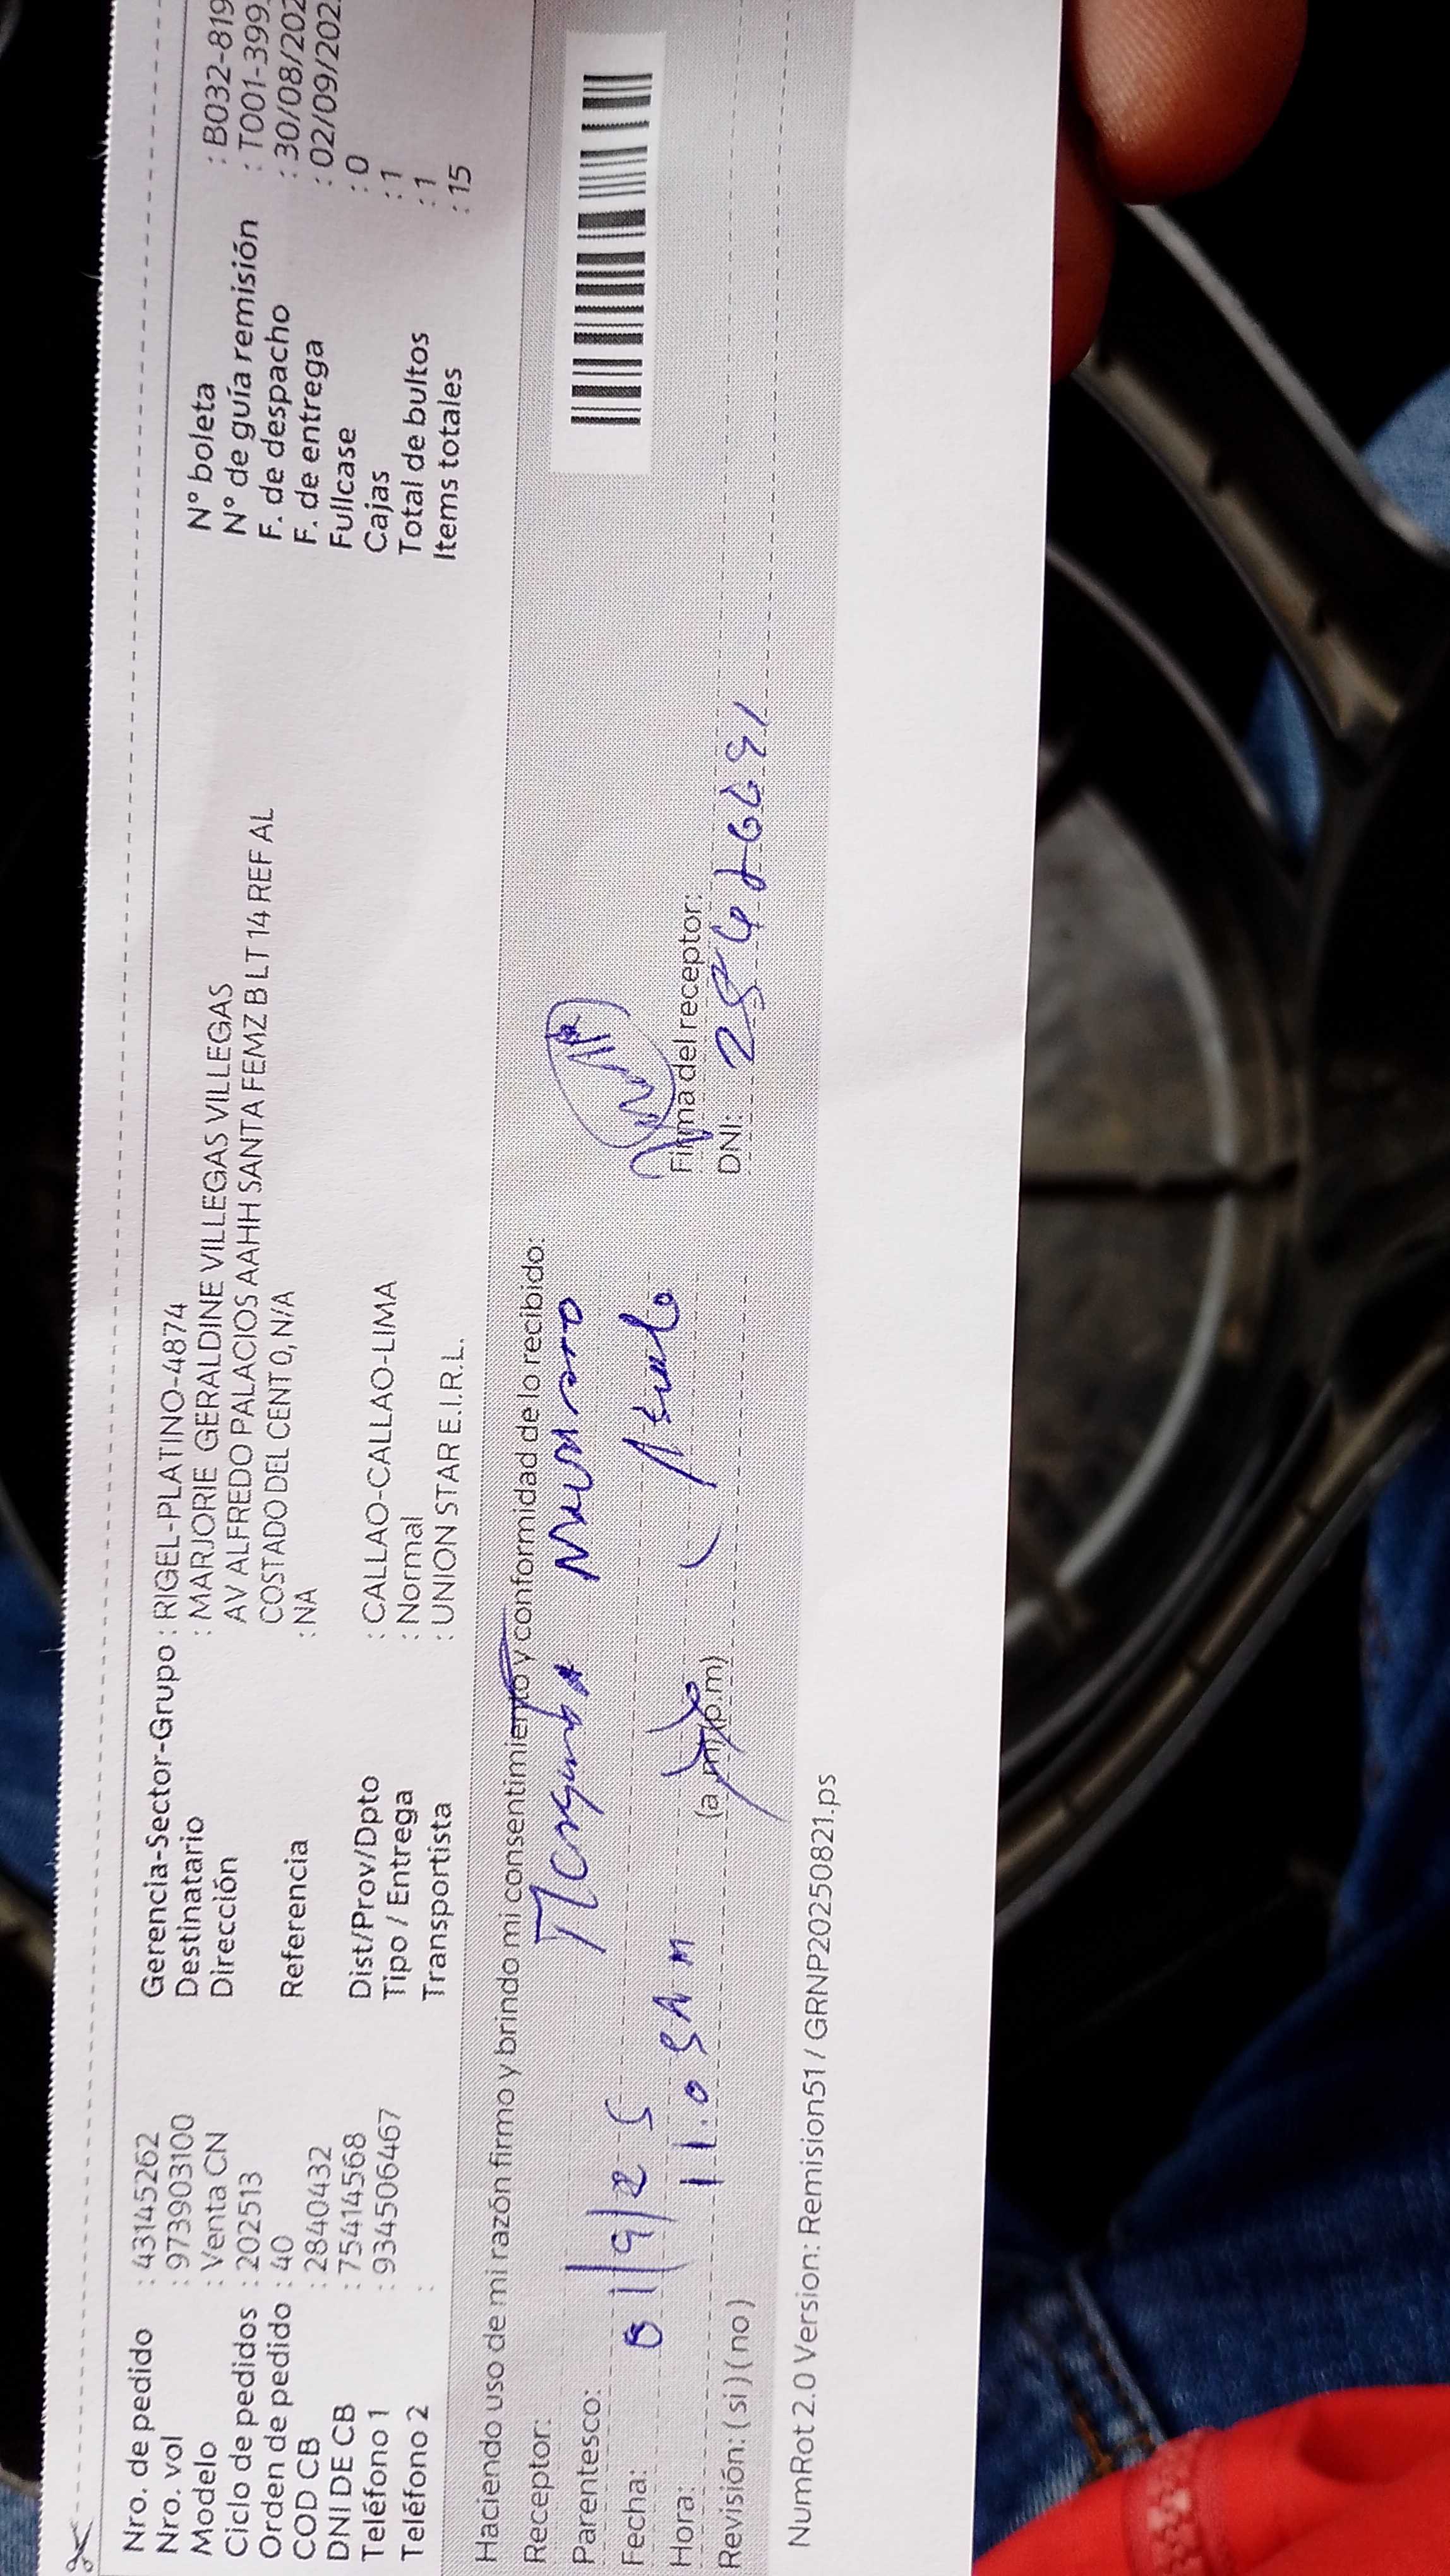 Nro. de pedido : 43145262
Nro. vol : 973903100
Modelo : Venta CN
Ciclo de pedidos : 202513
Orden de pedido : 40
COD CB : 2840432
DNI DE CB : 75414568
Teléfono 1 : 934506467
Teléfono 2 :
Gerencia-Sector-Grupo : RIGEL-PLATINO-4874
Destinatario : MARJORIE GERALDINE VILLEGAS VILLEGAS
Dirección AV ALFREDO PALACIOS AAHH SANTA FEMZ B LT 14 REF AL
COSTADO DEL CENT 0, N/A
Referencia : NA
Dist/Prov/Dpto : CALLAO-CALLAO-LIMA
Tipo / Entrega : Normal
Transportista : UNION STAR E.I.R.L.
N° boleta : B032-819
N° de guía remisión : T001-399
F. de despacho : 30/08/202
F. de entrega : 02/09/202
Fullcase : 0
Cajas : 1
Total de bultos : 1
Items totales : 15
Haciendo uso de mi razón firmo y brindo mi consentimiento y conformidad de lo recibido:
Receptor:
Parentesco:
Fecha: 01/9/25
Hora: 11:05 AM (a.m)(p.m)
Revisión: (si) (no)
Firma del receptor:
DNI:
NumRot 2.0 Version: Remision51 / GRNP20250821.ps